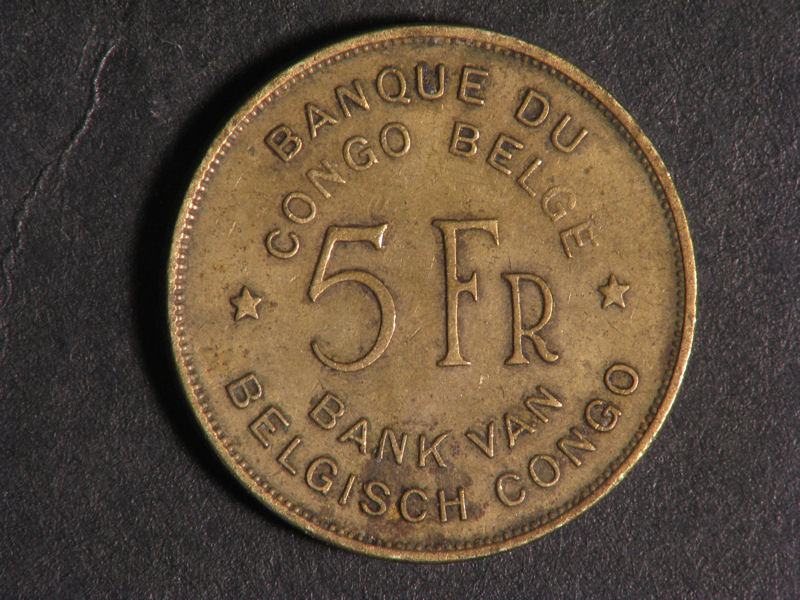 BANQUE DU
CONGO BELGE
5 FR
BANK VAN
BELGISCH CONGO